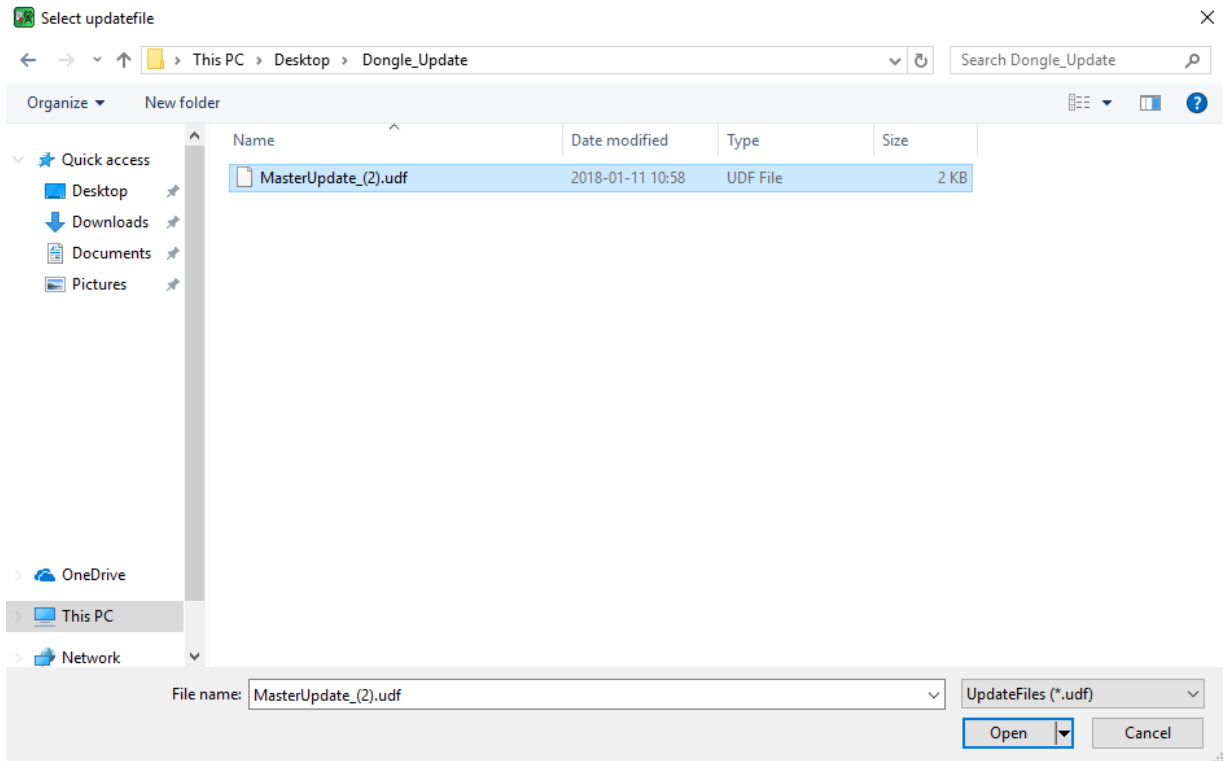 Select updatefile
This PC > Desktop > Dongle_Update
Search Dongle_Update
Organize
New folder
Name
Date modified
Type
Size
Quick access
Desktop
Downloads
Documents
Pictures
OneDrive
This PC
Network
MasterUpdate_(2).udf
2018-01-11 10:58
UDF File
2 KB
File name:
MasterUpdate_(2).udf
UpdateFiles (*.udf)
Open
Cancel